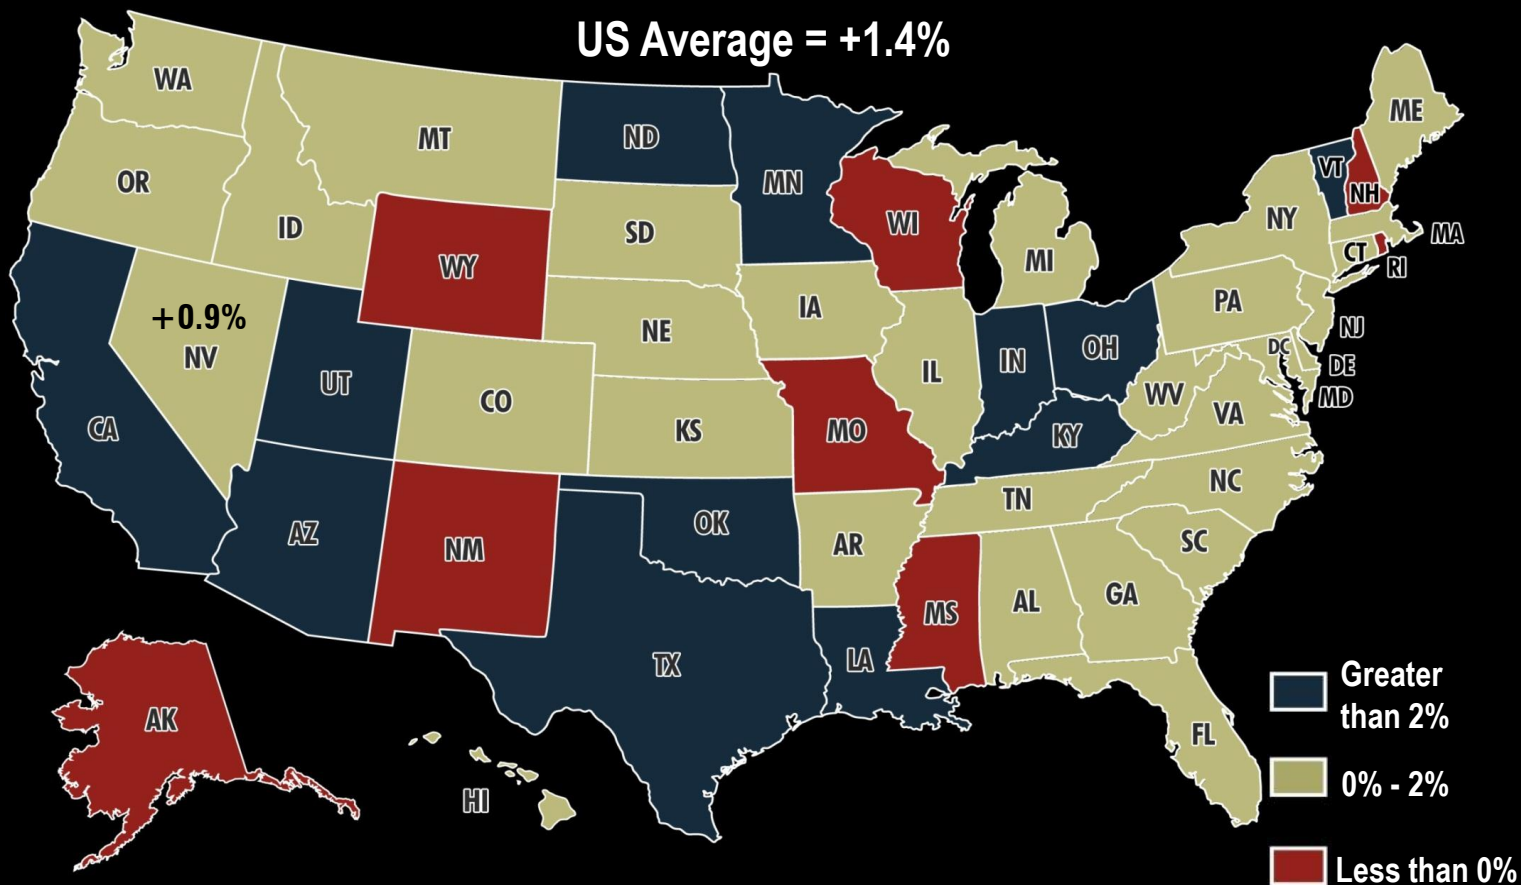 US Average = +1.4%
WA
MT
ND
MN
ME
OR
ID
SD
WI
VT
NH
NY
MA
WY
MI
CT
RI
+0.9%
NV
NE
IA
PA
NJ
UT
CO
IL
IN
OH
DC
DE
MD
CA
KS
MO
KY
WV
VA
AZ
NM
OK
AR
TN
NC
SC
MS
AL
GA
TX
LA
FL
AK
HI
Greater
than 2%
0% - 2%
Less than 0%